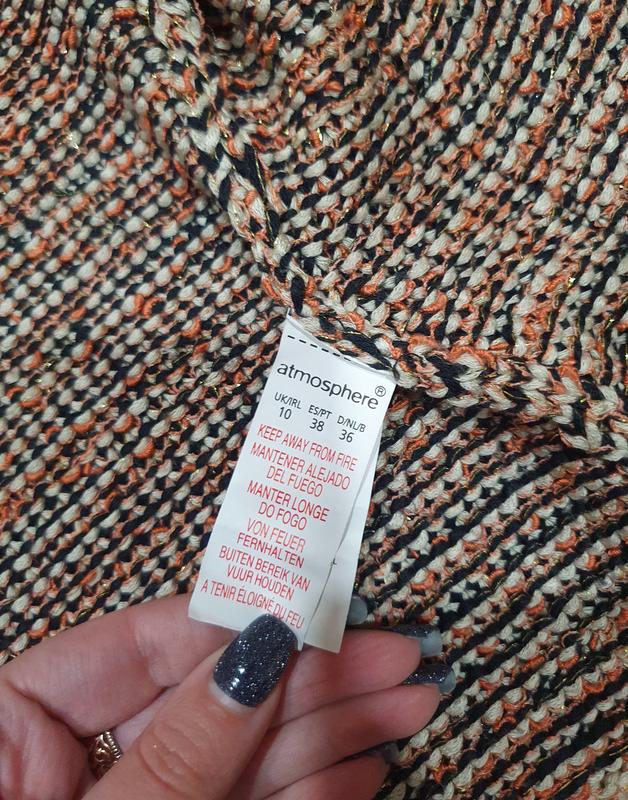 atmosphere®
UK/IRL ES/PT D/NL/B
10 38 36
KEEP AWAY FROM FIRE
MANTENER ALEJADO
DEL FUEGO
MANTER LONGE
DO FOGO
VON FEUER
FERNHALTEN
BUITEN BEREIK VAN
VUUR HOUDEN
A TENIR ELOIGNÉ DU FEU